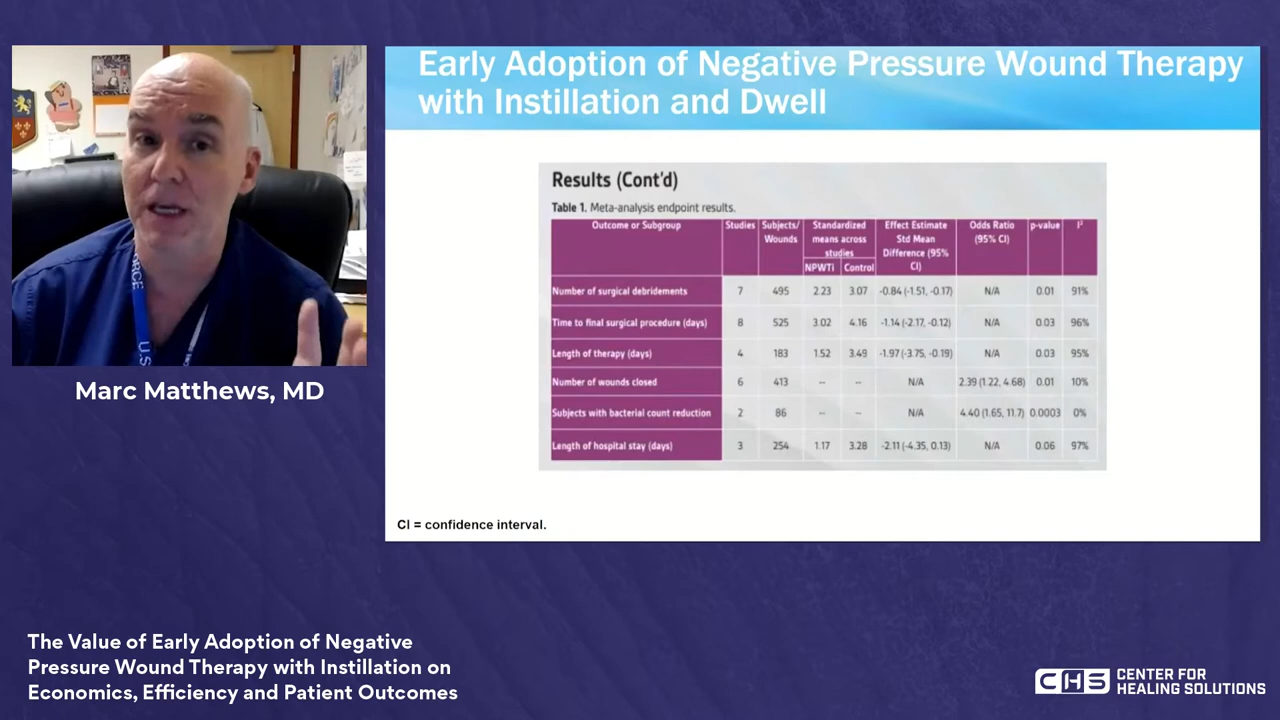 Early Adoption of Negative Pressure Wound Therapy
with Instillation and Dwell
Results (Cont'd)
Table 1. Meta-analysis endpoint results.
Outcome or Subgroup Studies Subjects/ Wounds Standardized means across studies NPWTi Control Effect Estimate Std Mean Difference (95% CI) Odds Ratio (95% CI) p-value I²
Number of surgical debridements 7 495 2.23 3.07 -0.84 (-1.51, -0.17) N/A 0.01 91%
Time to final surgical procedure (days) 8 525 3.02 4.16 -1.14 (-2.17, -0.12) N/A 0.03 96%
Length of therapy (days) 4 183 1.52 3.49 -1.97 (-3.75, -0.19) N/A 0.03 95%
Number of wounds closed 6 413 -- -- N/A 2.39 (1.22, 4.68) 0.01 10%
Subjects with bacterial count reduction 2 86 -- -- N/A 4.40 (1.65, 11.7) 0.0003 0%
Length of hospital stay (days) 3 254 1.17 3.28 -2.11 (-4.35, 0.13) N/A 0.06 97%
CI = confidence interval.
U.S
RCE
Marc Matthews, MD
The Value of Early Adoption of Negative
Pressure Wound Therapy with Instillation on
Economics, Efficiency and Patient Outcomes
CHS CENTER FOR
HEALING SOLUTIONS